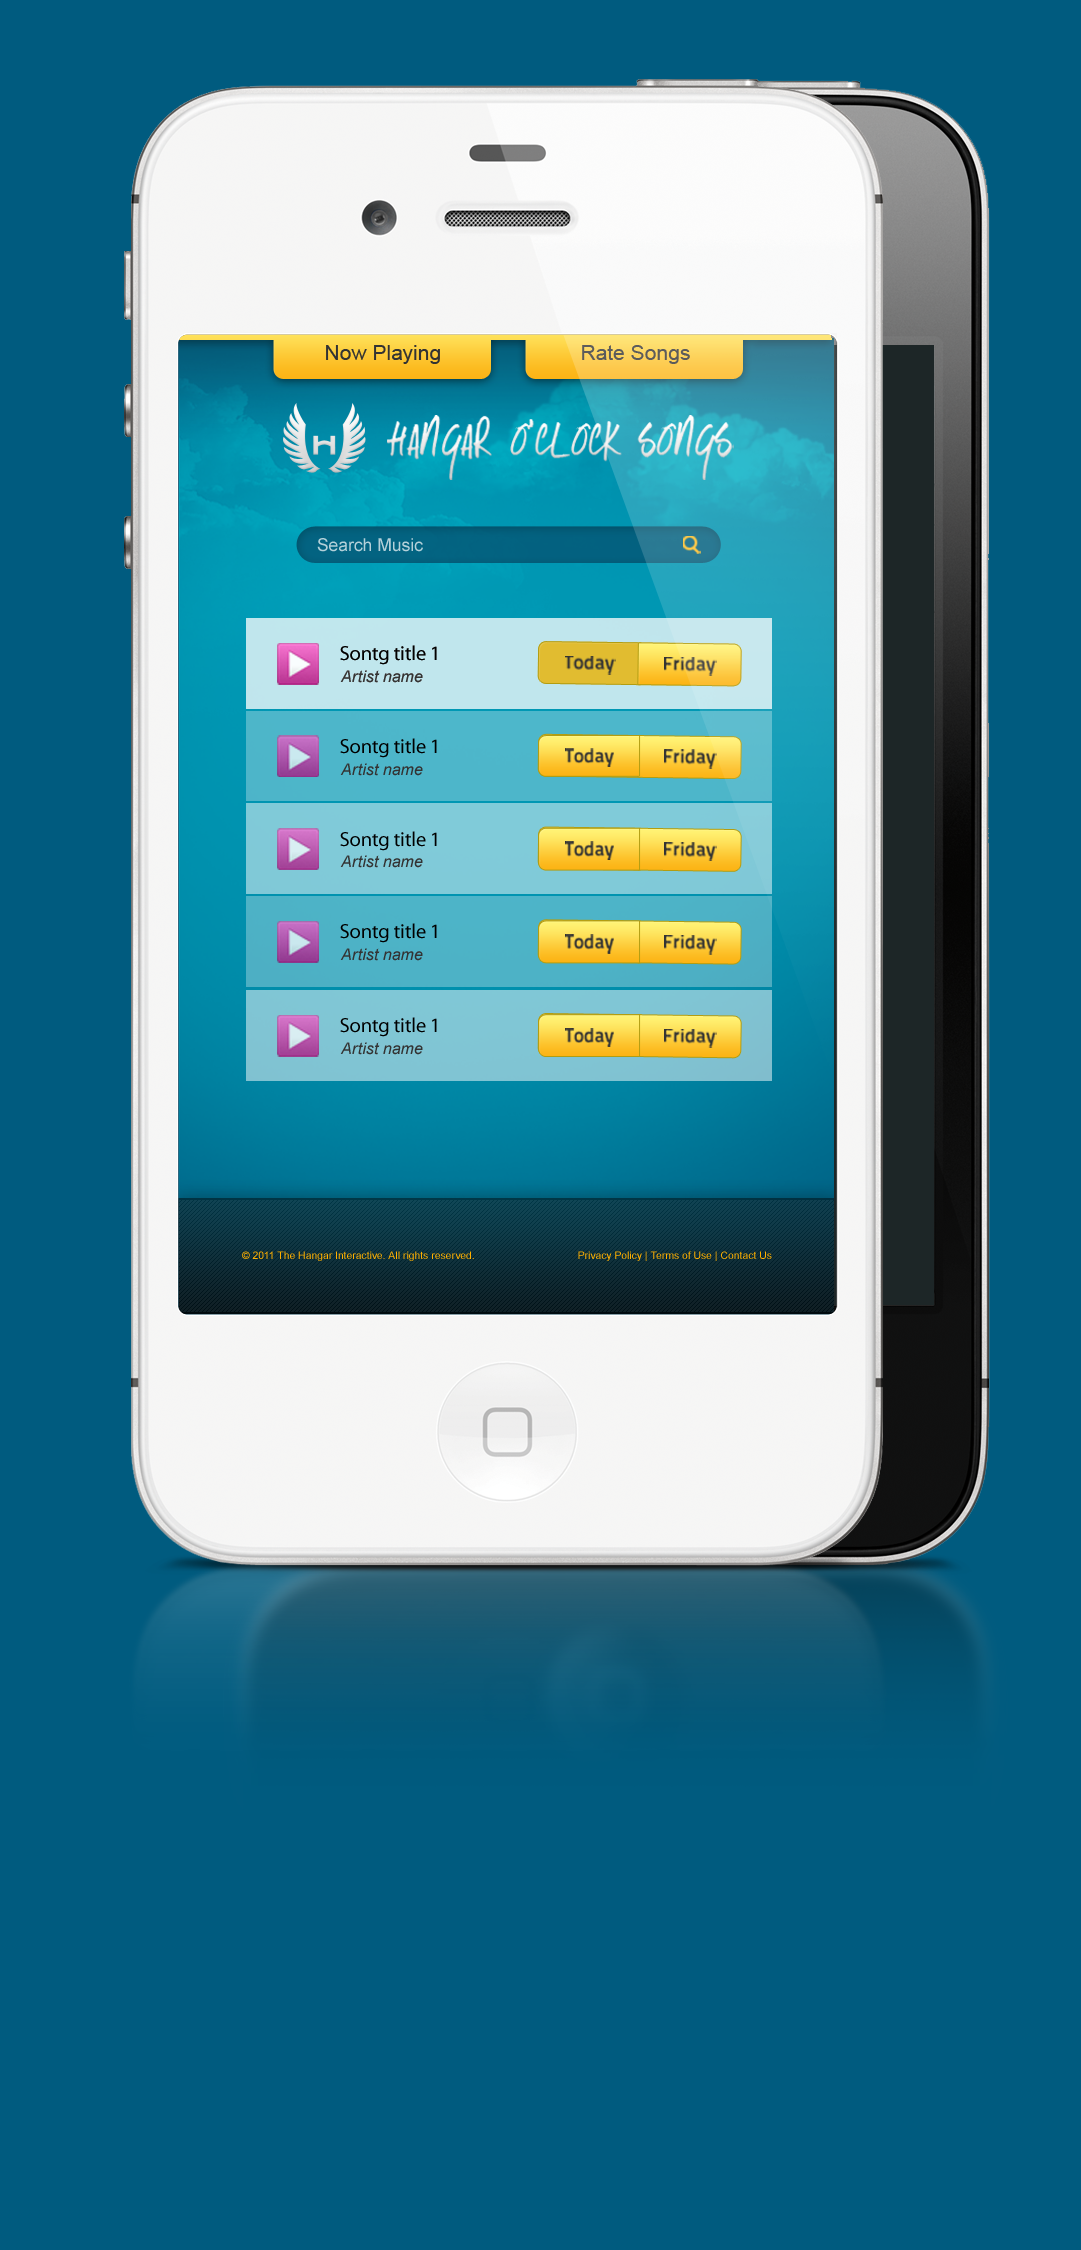 Now Playing
Rate Songs
H
HANGAR O'CLOCK SONGS
Search Music
Sontg title 1
Artist name
Today
Friday
Sontg title 1
Artist name
Today
Friday
Sontg title 1
Artist name
Today
Friday
Sontg title 1
Artist name
Today
Friday
Sontg title 1
Artist name
Today
Friday
© 2011 The Hangar Interactive. All rights reserved.
Privacy Policy | Terms of Use | Contact Us